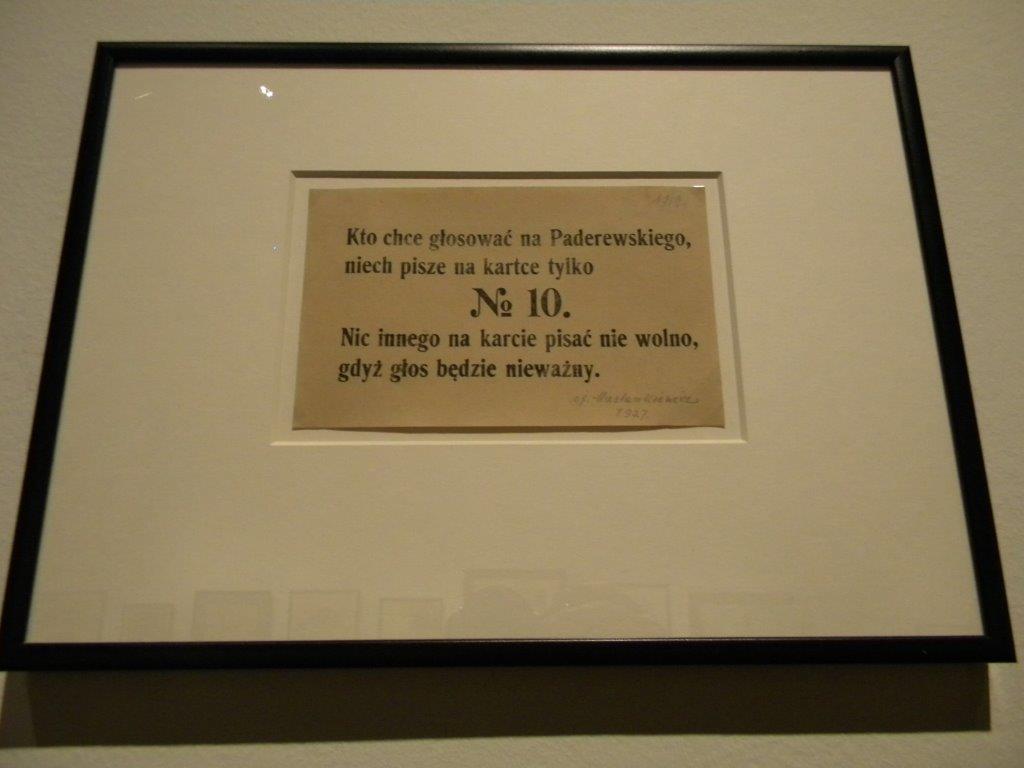 Kto chce głosować na Paderewskiego,
niech pisze na kartce tylko
№ 10.
Nic innego na karcie pisać nie wolno,
gdyż głos będzie nieważny.
1927.